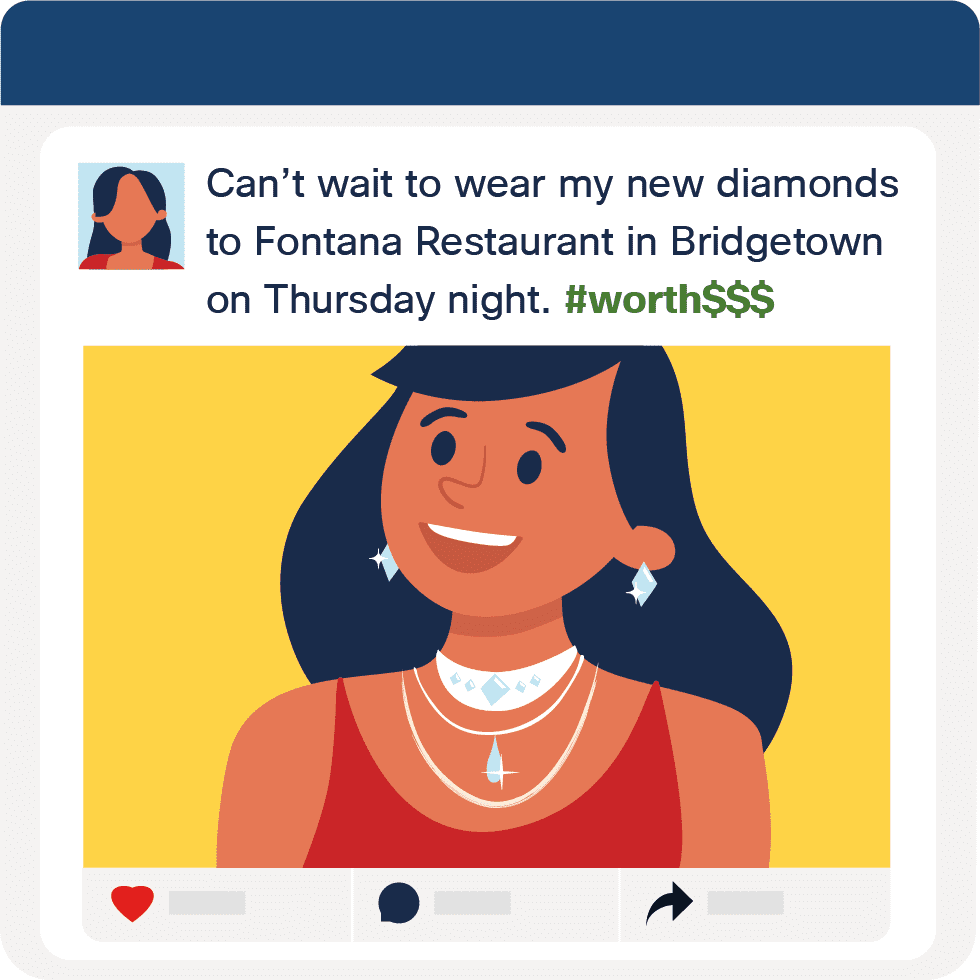 Can’t wait to wear my new diamonds
to Fontana Restaurant in Bridgetown
on Thursday night. #worth$$$